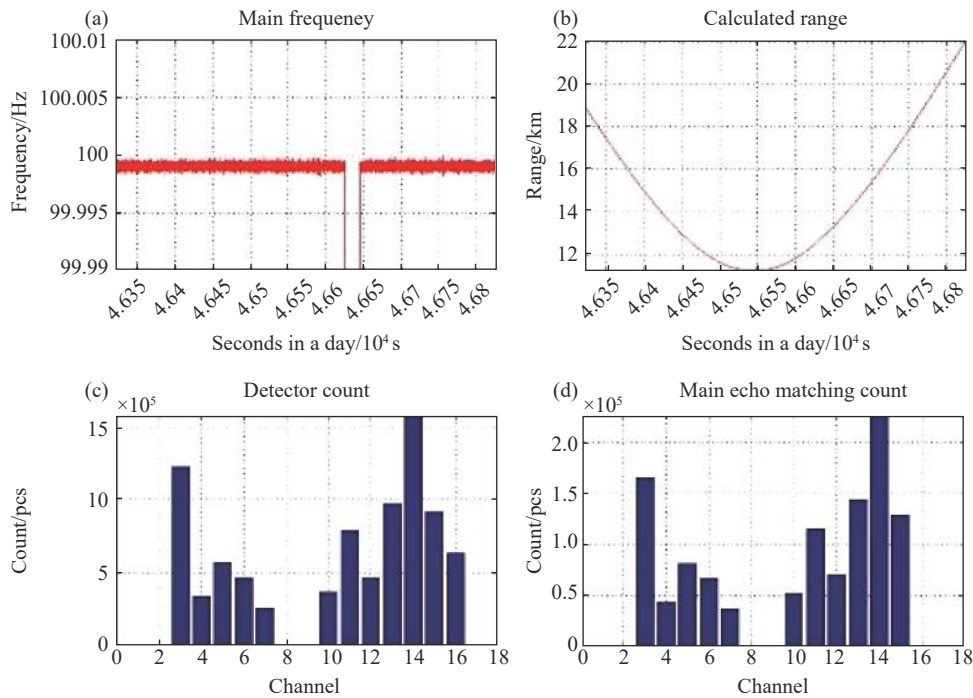 (a) Main frequeney
100.01
100.005
100
99.995
99.99
Frequency/Hz
4.635 4.64 4.645 4.65 4.655 4.66 4.665 4.67 4.675 4.68
Seconds in a day/10⁴ s
(b) Calculated range
22
20
18
16
14
12
Range/km
4.635 4.64 4.645 4.65 4.655 4.66 4.665 4.67 4.675 4.68
Seconds in a day/10⁴ s
(c) Detector count
×10⁵
15
10
5
0
Count/pcs
0 2 4 6 8 10 12 14 16 18
Channel
(d) Main echo matching count
×10⁵
2.0
1.5
1.0
0.5
0
Count/pcs
0 2 4 6 8 10 12 14 16 18
Channel